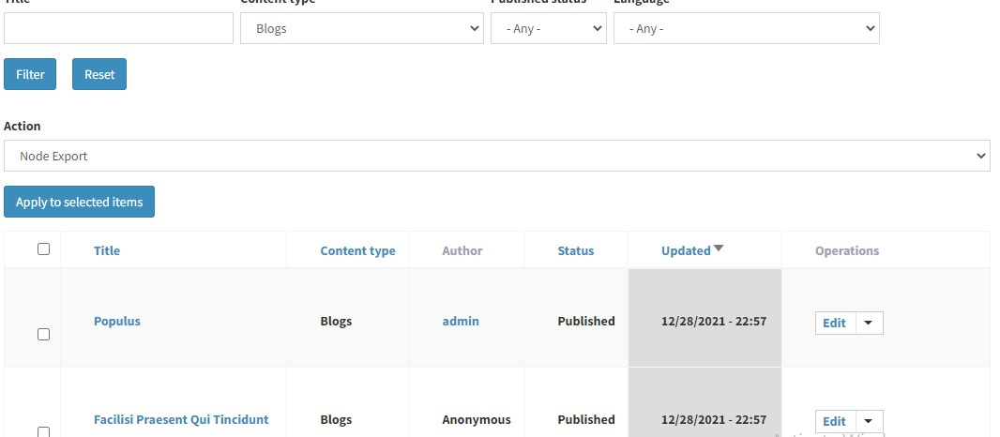 Title Content type Published status Language
Blogs - Any - - Any -
Filter Reset
Action
Node Export
Apply to selected items
Title Content type Author Status Updated Operations
Populus Blogs admin Published 12/28/2021 - 22:57 Edit
Facilisi Praesent Qui Tincidunt Blogs Anonymous Published 12/28/2021 - 22:57 Edit